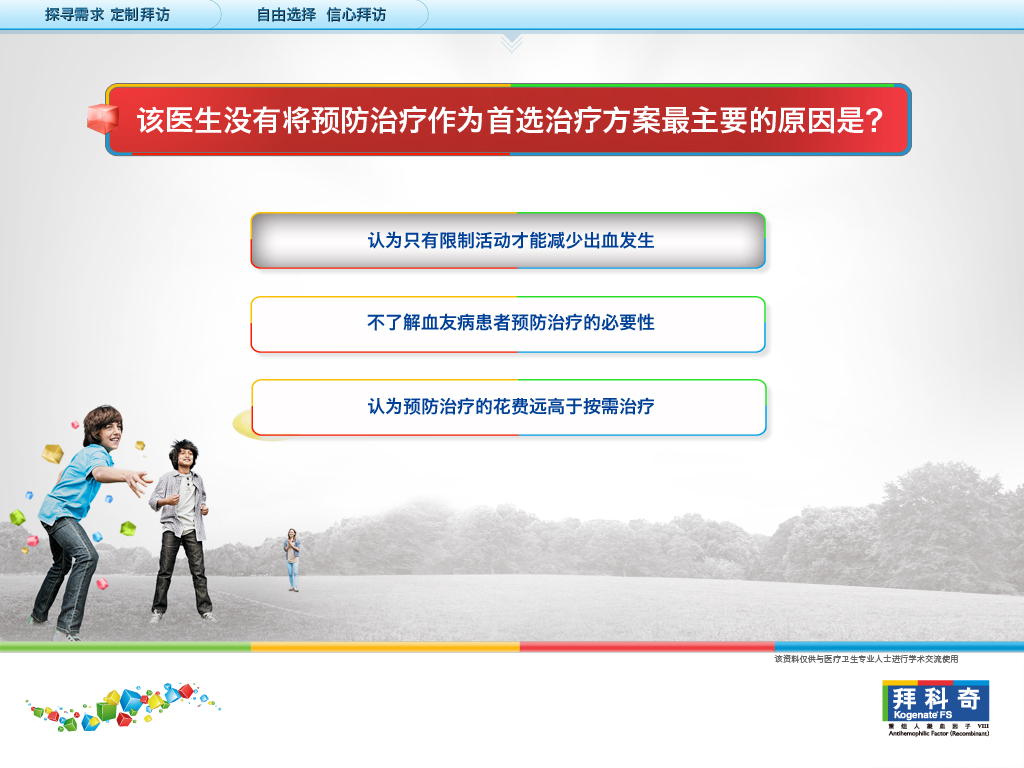 探寻需求 定制拜访
自由选择 信心拜访
该医生没有将预防治疗作为首选治疗方案最主要的原因是?
认为只有限制活动才能减少出血发生
不了解血友病患者预防治疗的必要性
认为预防治疗的花费远高于按需治疗
该资料仅供与医疗卫生专业人士进行学术交流使用
拜科奇
Kogenate FS
重组人凝血因子 VIII
Antihemophilic Factor (Recombinant)